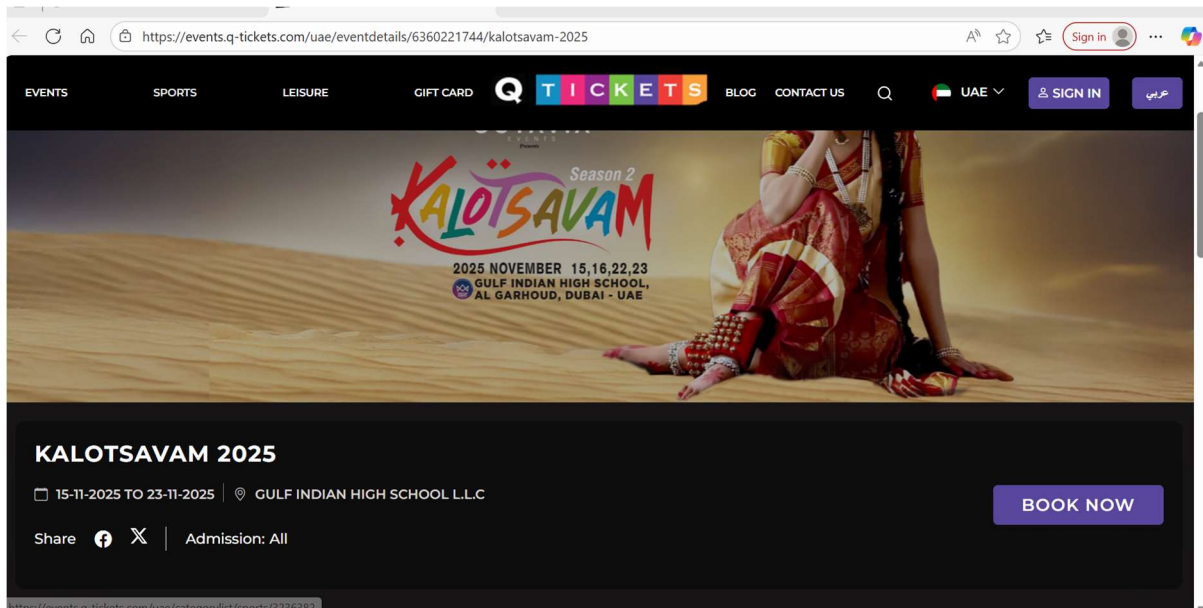 https://events.q-tickets.com/uae/eventdetails/6360221744/kalotsavam-2025
Sign in
EVENTS SPORTS LEISURE GIFT CARD Q TICKETS BLOG CONTACT US UAE SIGN IN عربي
EVENTS
Presents
Season 2
KALOTSAVAM
2025 NOVEMBER 15,16,22,23
GULF INDIAN HIGH SCHOOL,
AL GARHOUD, DUBAI - UAE
KALOTSAVAM 2025
15-11-2025 TO 23-11-2025 GULF INDIAN HIGH SCHOOL L.L.C
BOOK NOW
Share Admission: All